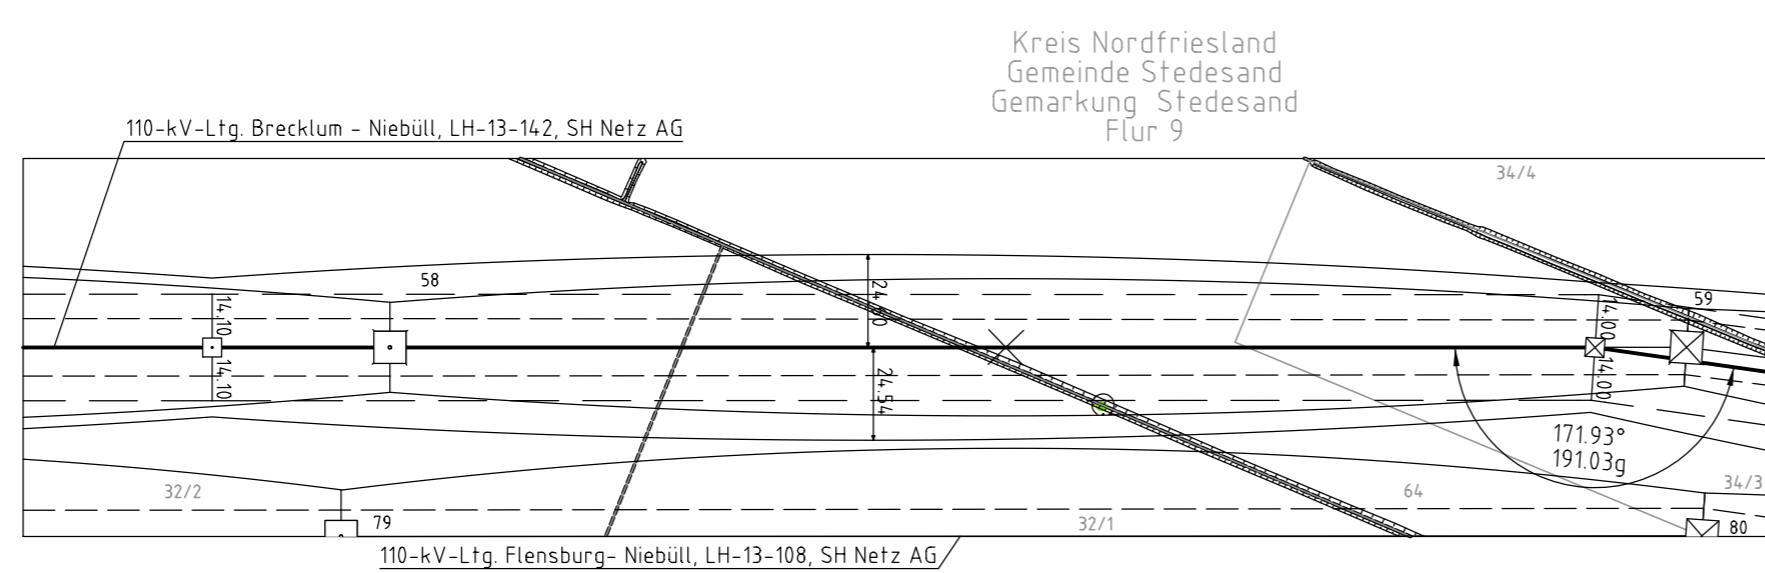 Kreis Nordfriesland
Gemeinde Stedesand
Gemarkung Stedesand
Flur 9
110-kV-Ltg. Brecklum - Niebüll, LH-13-142, SH Netz AG
34/4
58
59
14.10
14.10
24.54
14.00
14.00
171.93°
191.03g
32/2
64
34/3
79
32/1
80
110-kV-Ltg. Flensburg- Niebüll, LH-13-108, SH Netz AG